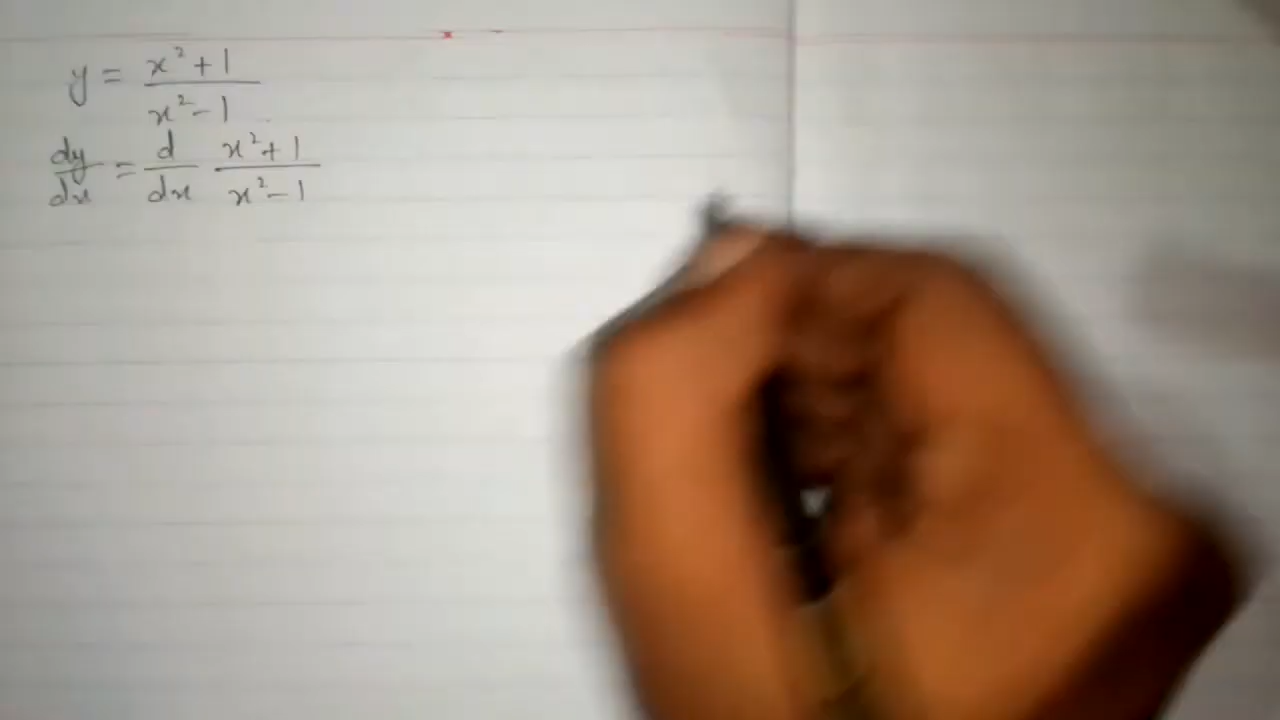 y = x²+1 / x²-1
dy/dx = d/dx x²+1 / x²-1